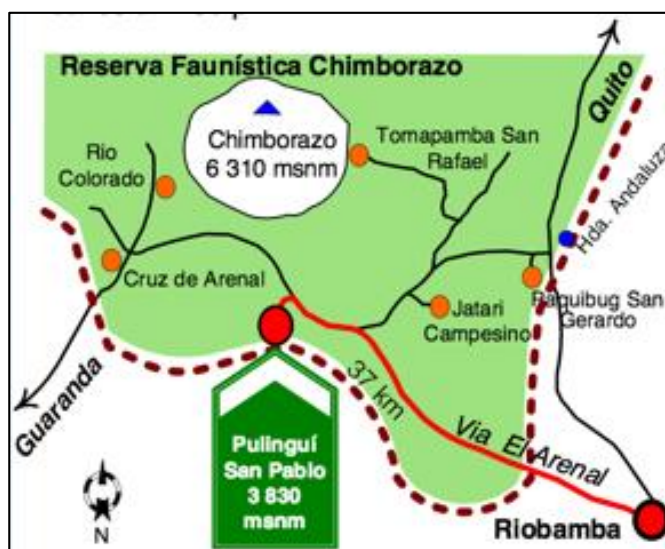 Reserva Faunística Chimborazo
Quito
Chimborazo
6 310 msnm
Tomapamba San
Rafael
Rio
Colorado
Hda. Andaluza
Cruz de Arenal
Jatari
Campesino
Paquibug San
Gerardo
37 km
Guaranda
Via El Arenal
Pulinguí
San Pablo
3 830
msnm
N
Riobamba